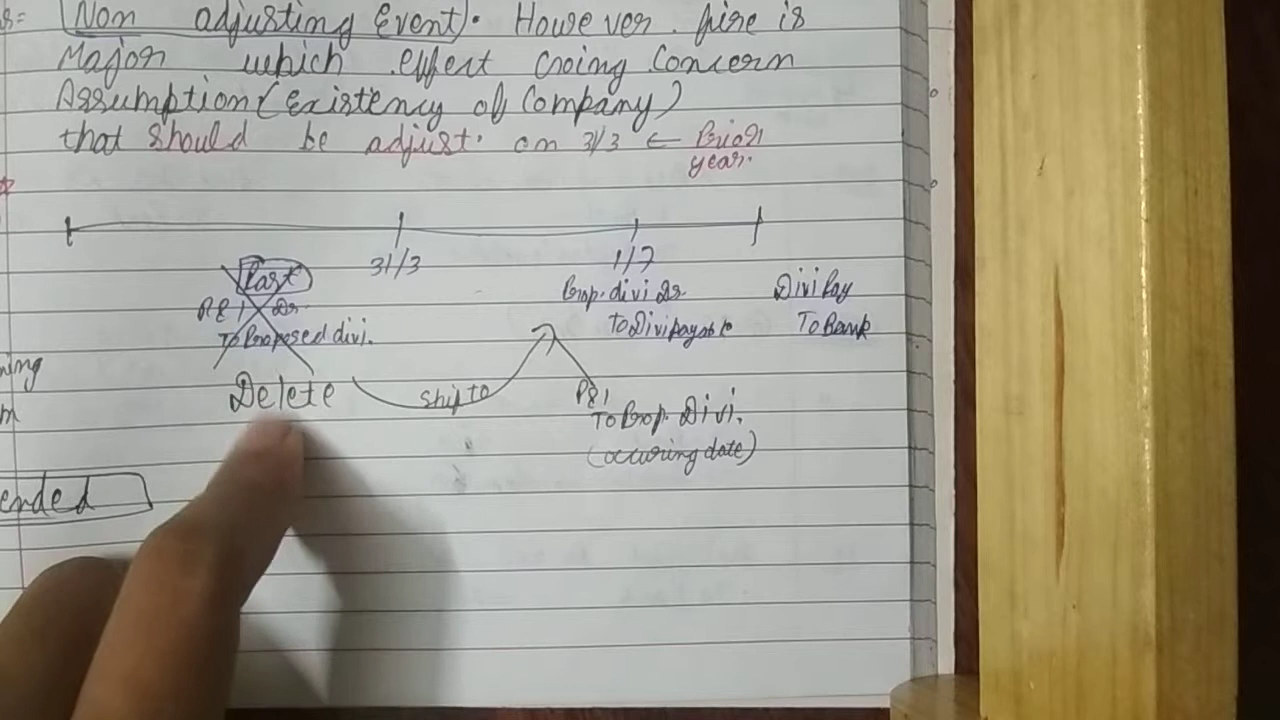 Non adjusting Event). However. fire is
Major which effect Going Concern
Assumption (existency of Company)
that should be adjust. on 31/3 ← Prior
year.
31/3
1/7
Past
P&l Dr.
To Proposed divi.
Prop. divi Dr.
To Divi payable
Divi Pay
To Bank
ning
Delete
Ship to
P&l
To Prop. Divi.
(occuring date)
m
ended